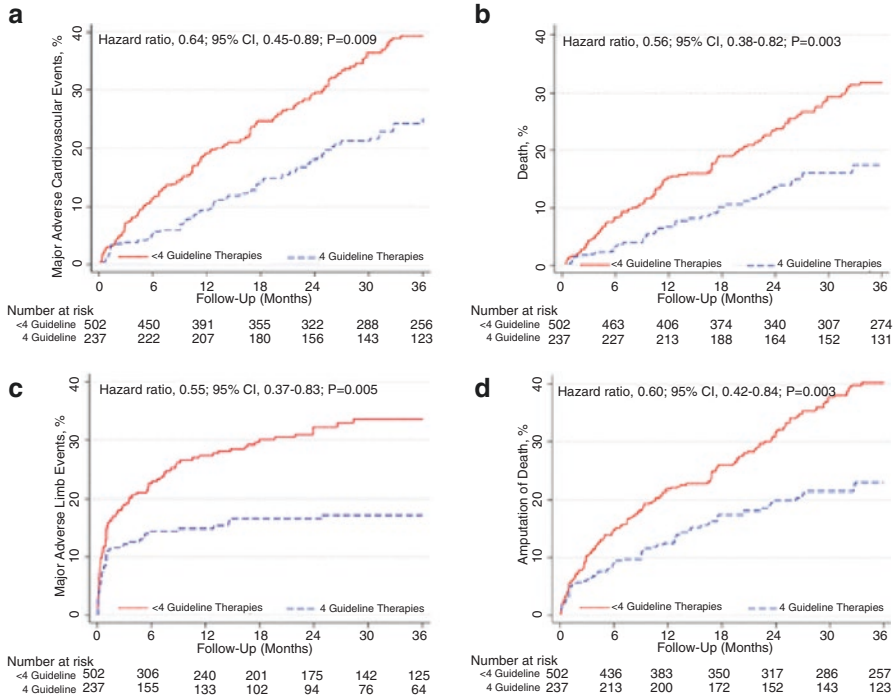 a
Hazard ratio, 0.64; 95% CI, 0.45-0.89; P=0.009
Major Adverse Cardiovascular Events, %
40
30
20
10
0
<4 Guideline Therapies 4 Guideline Therapies
0 6 12 18 24 30 36
Follow-Up (Months)
Number at risk
<4 Guideline 502 450 391 355 322 288 256
4 Guideline 237 222 207 180 156 143 123
b
Hazard ratio, 0.56; 95% CI, 0.38-0.82; P=0.003
Death, %
40
30
20
10
0
<4 Guideline Therapies 4 Guideline Therapies
0 6 12 18 24 30 36
Follow-Up (Months)
Number at risk
<4 Guideline 502 463 406 374 340 307 274
4 Guideline 237 227 213 188 164 152 131
c
Hazard ratio, 0.55; 95% CI, 0.37-0.83; P=0.005
Major Adverse Limb Events, %
40
30
20
10
0
<4 Guideline Therapies 4 Guideline Therapies
0 6 12 18 24 30 36
Follow-Up (Months)
Number at risk
<4 Guideline 502 306 240 201 175 142 125
4 Guideline 237 155 133 102 94 76 64
d
Hazard ratio, 0.60; 95% CI, 0.42-0.84; P=0.003
Amputation of Death, %
40
30
20
10
0
<4 Guideline Therapies 4 Guideline Therapies
0 6 12 18 24 30 36
Follow-Up (Months)
Number at risk
<4 Guideline 502 436 383 350 317 286 257
4 Guideline 237 213 200 172 152 143 123